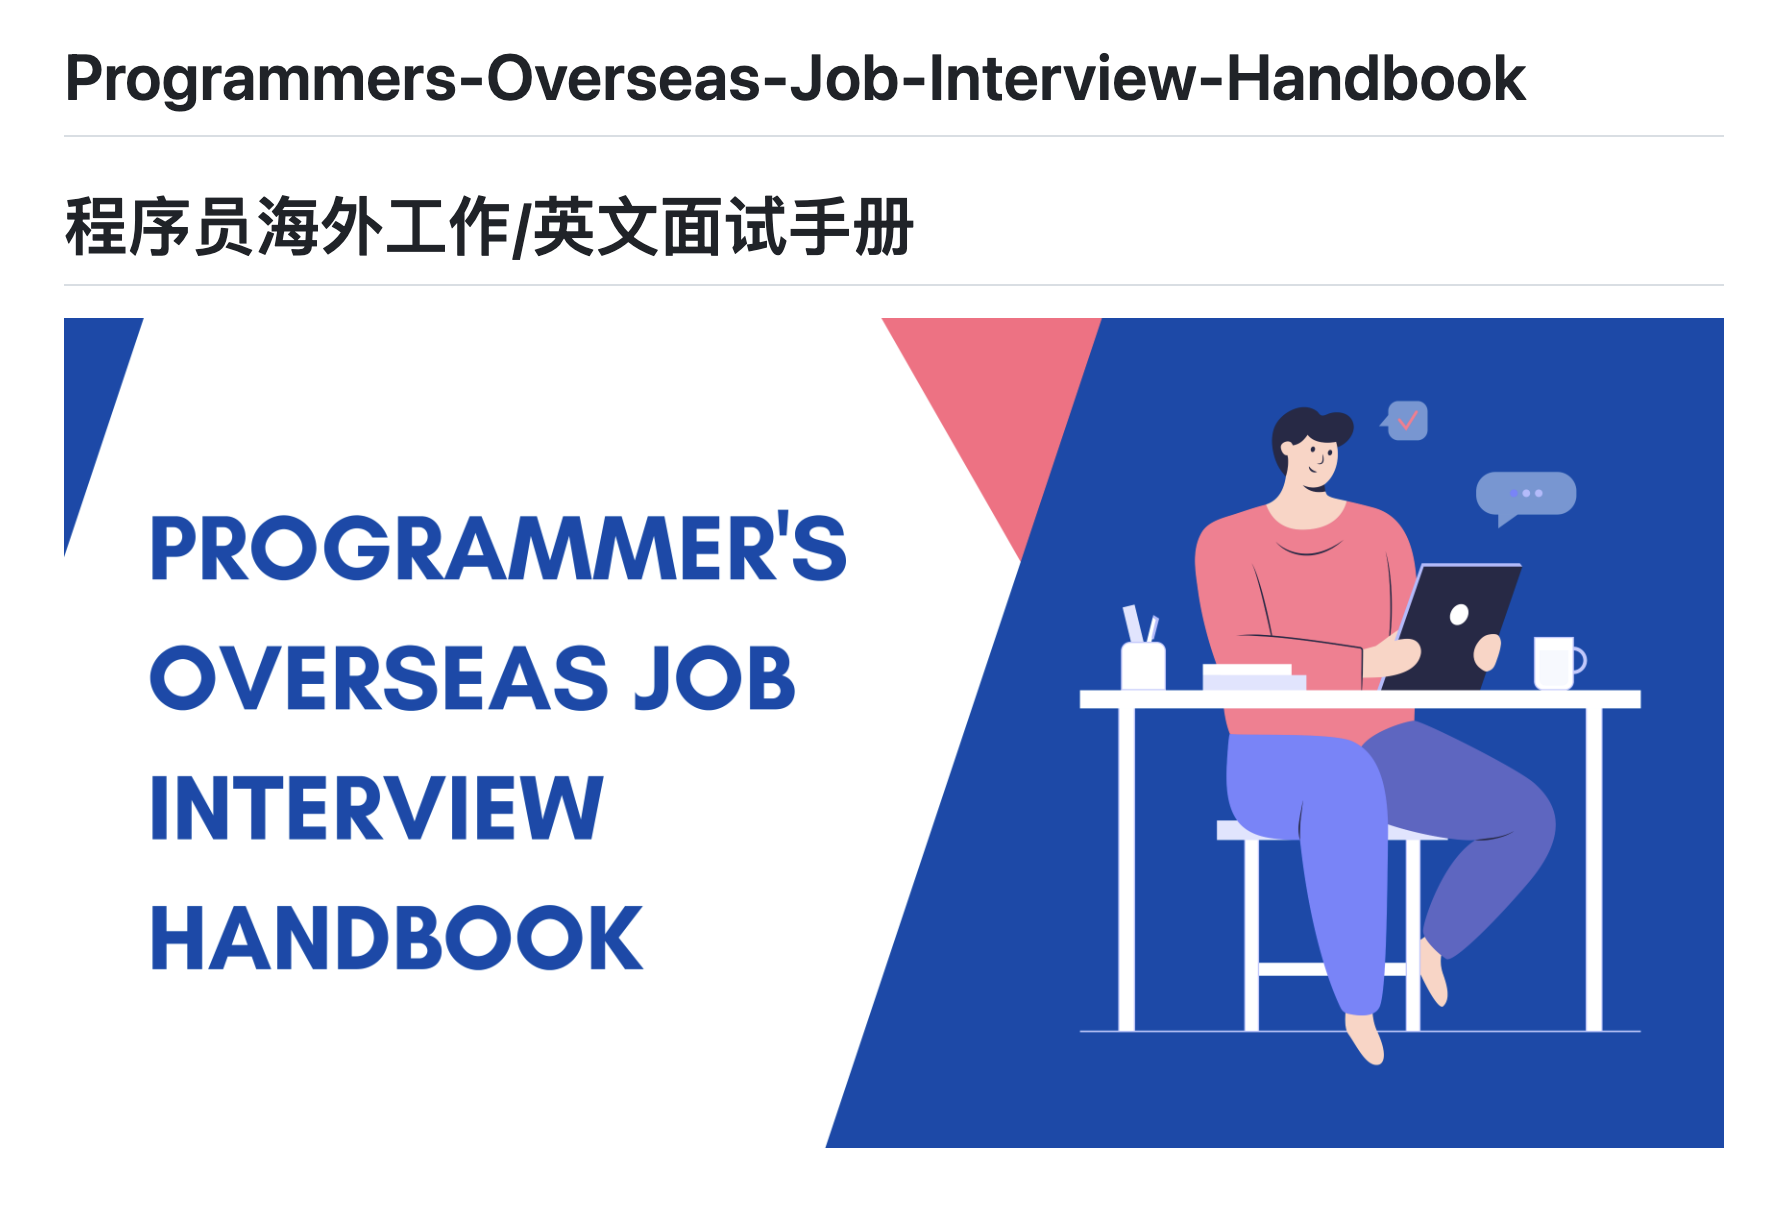 Programmers-Overseas-Job-Interview-Handbook
程序员海外工作/英文面试手册
PROGRAMMER'S
OVERSEAS JOB
INTERVIEW
HANDBOOK